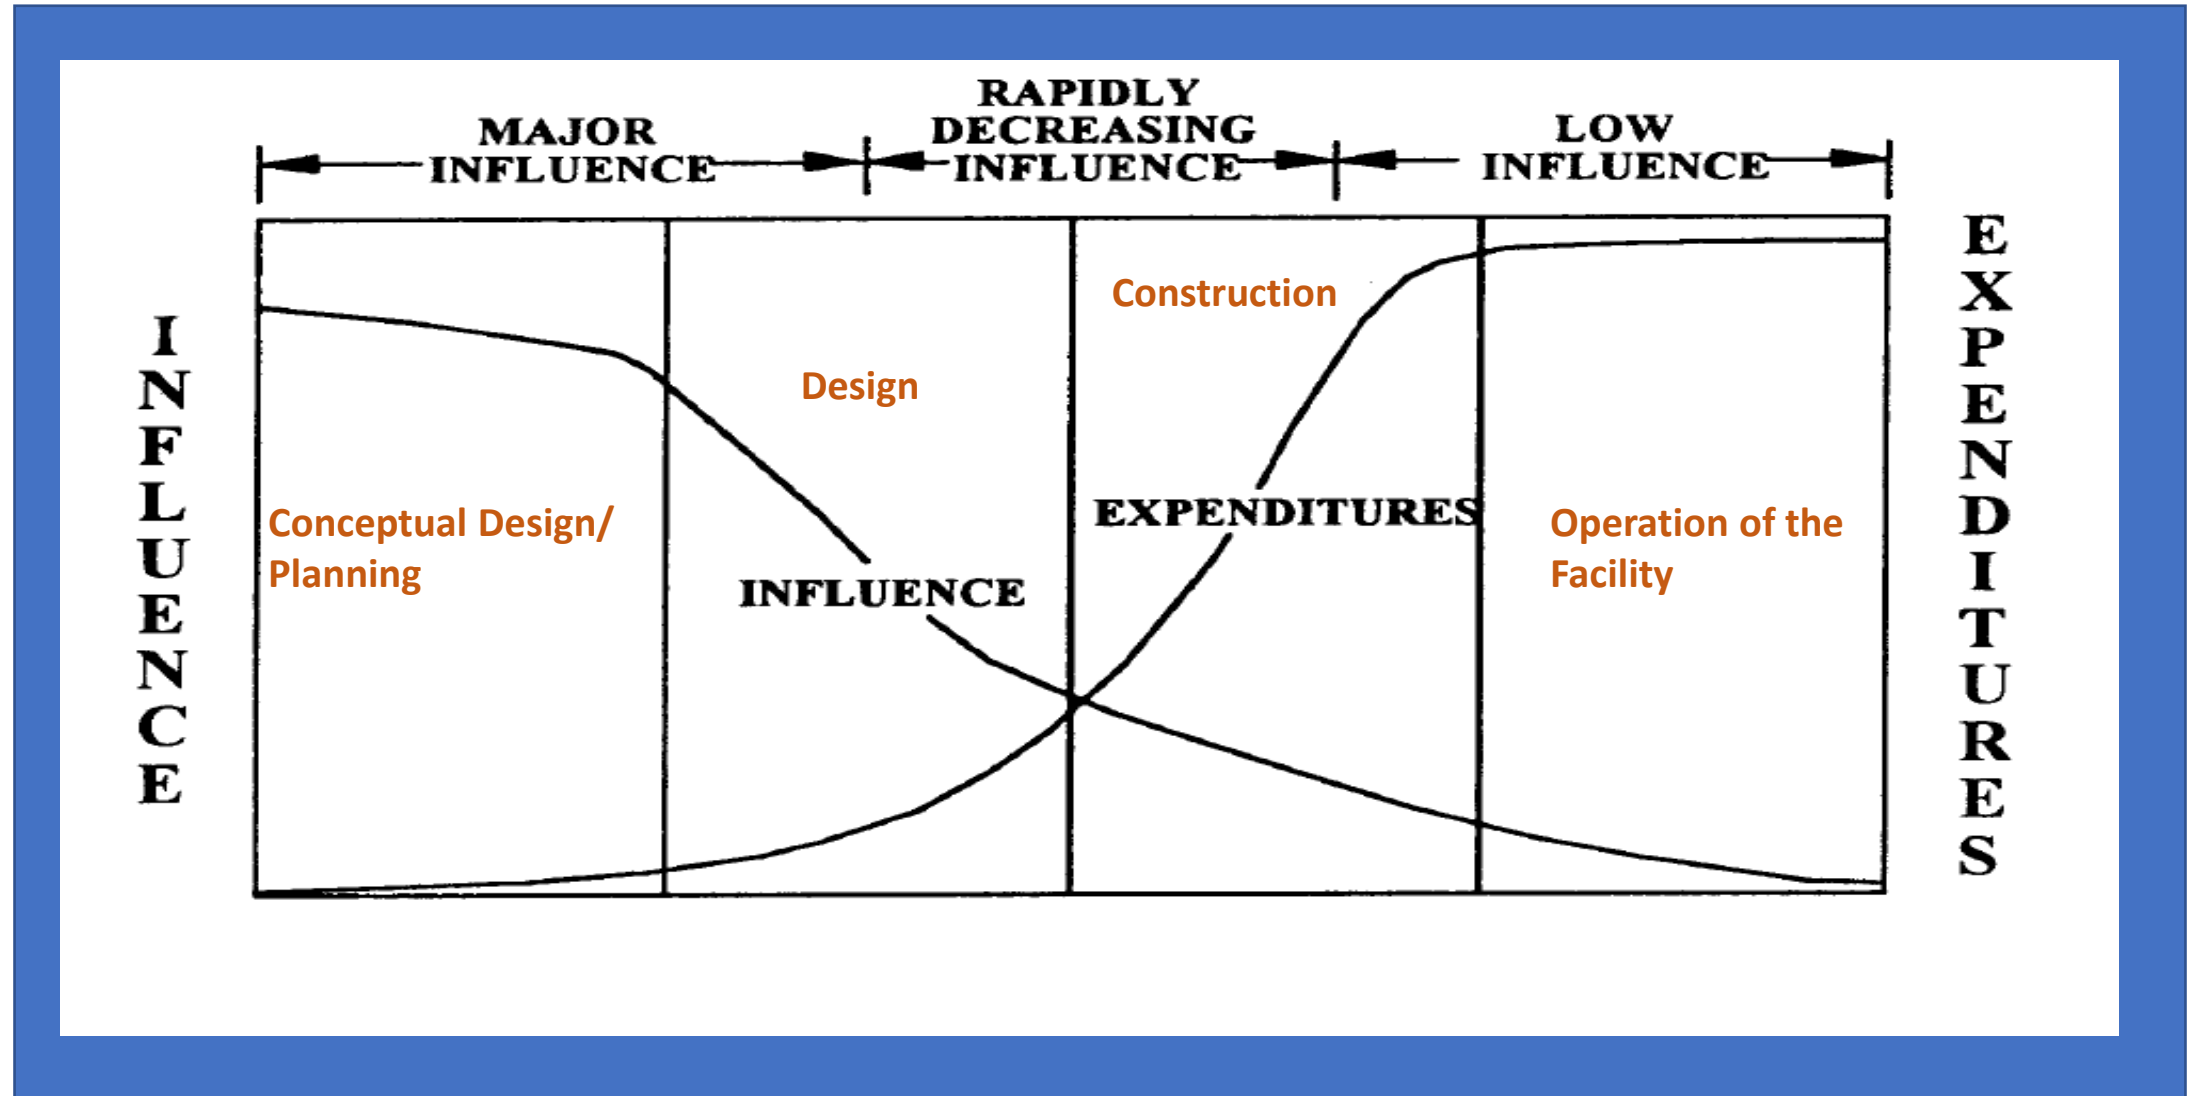 MAJOR
INFLUENCE
RAPIDLY
DECREASING
INFLUENCE
LOW
INFLUENCE
INFLUENCE
Conceptual Design/
Planning
Design
INFLUENCE
Construction
EXPENDITURES
Operation of the
Facility
EXPENDITURES